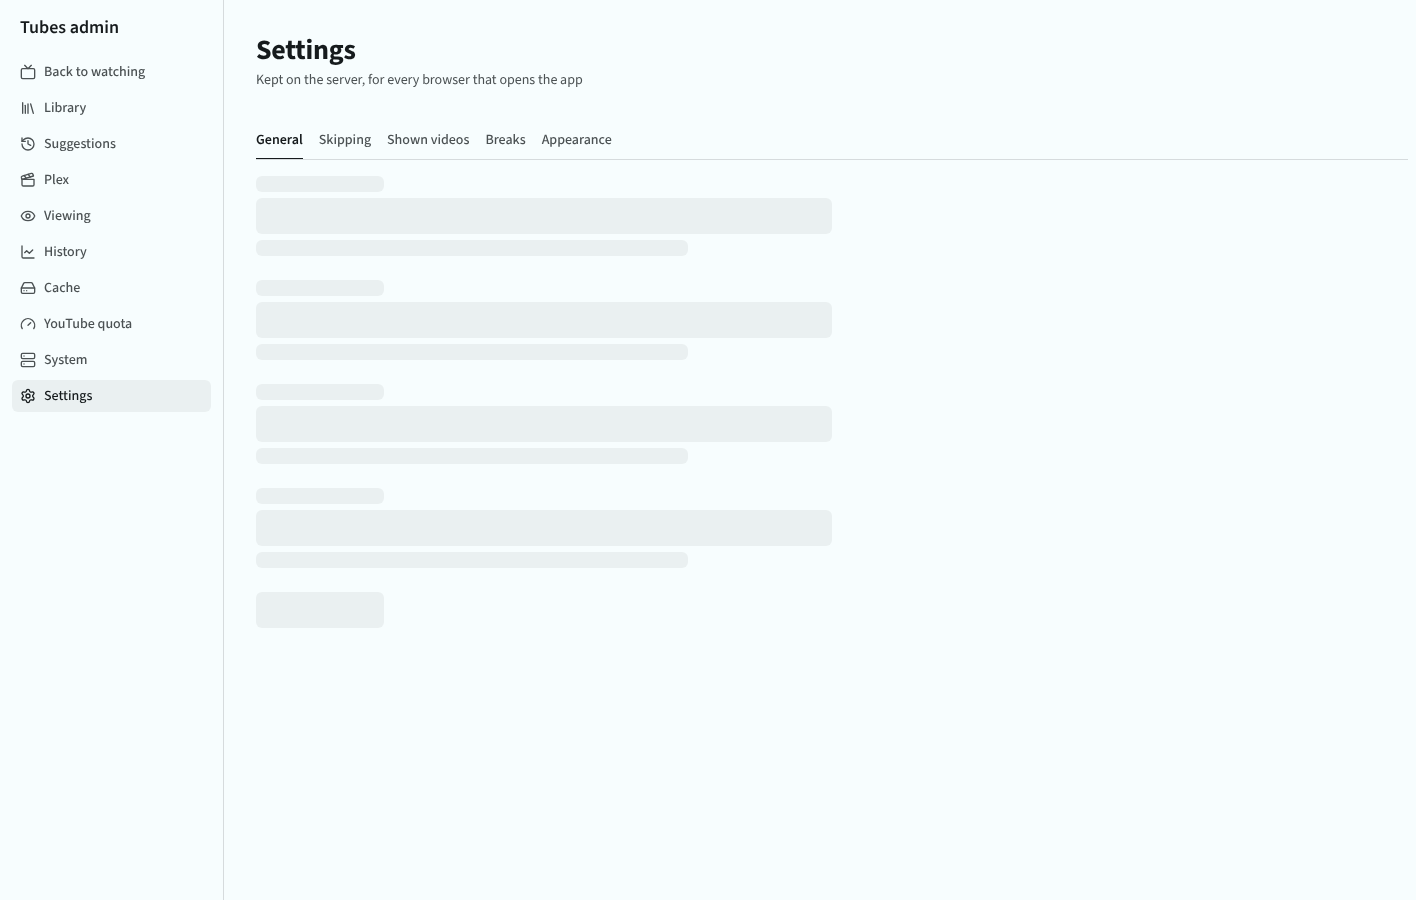 Tubes admin
Back to watching
Library
Suggestions
Plex
Viewing
History
Cache
YouTube quota
System
Settings
Settings
Kept on the server, for every browser that opens the app
General Skipping Shown videos Breaks Appearance